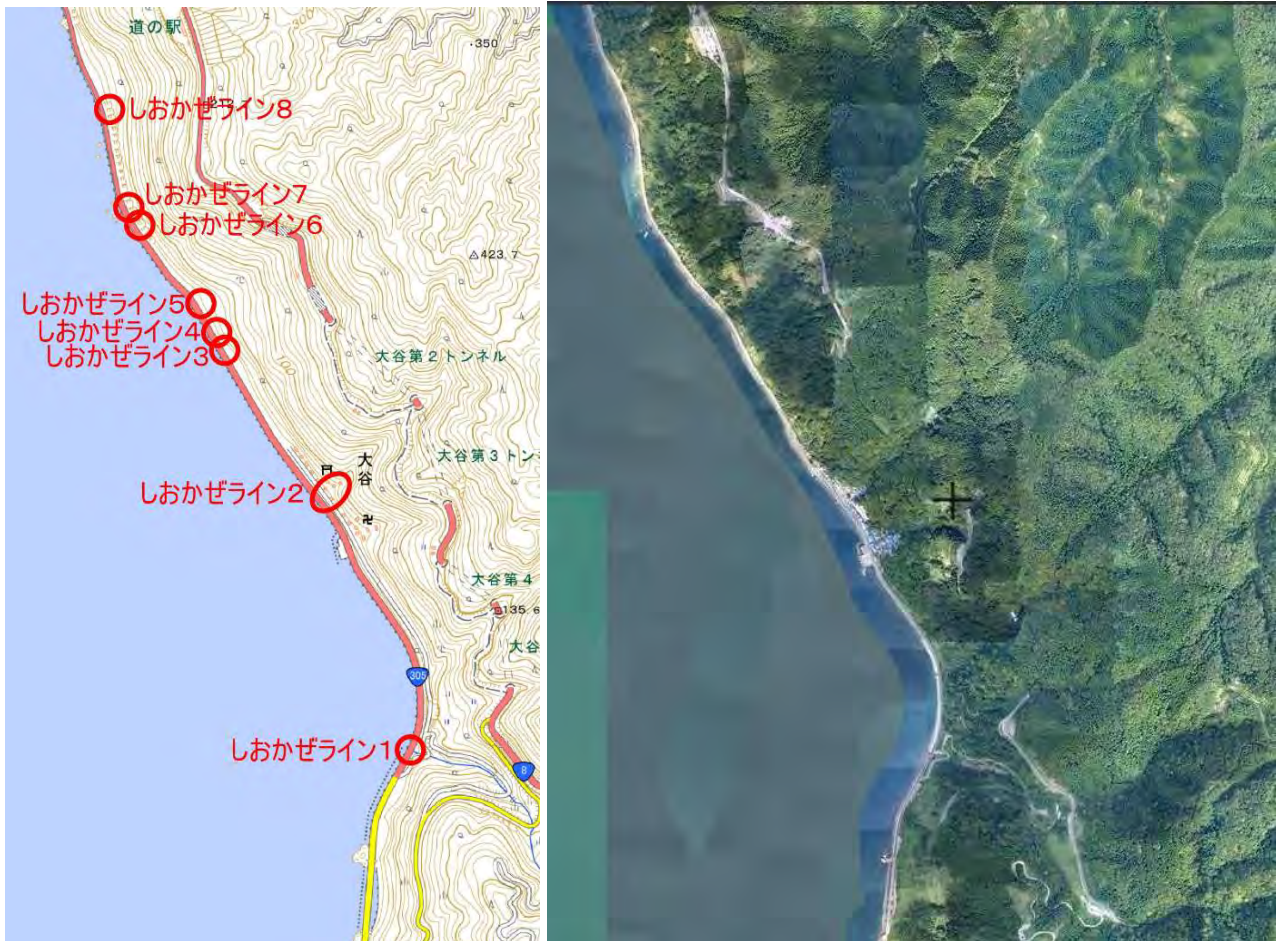 道の駅
・350
212
しおかぜライン8
しおかぜライン7
しおかぜライン6
423.7
しおかぜライン5
しおかぜライン4
しおかぜライン3
大谷第2トンネル
大谷
大谷第3トン
しおかぜライン2
大谷第4
135.6
大谷
305
しおかぜライン1
8